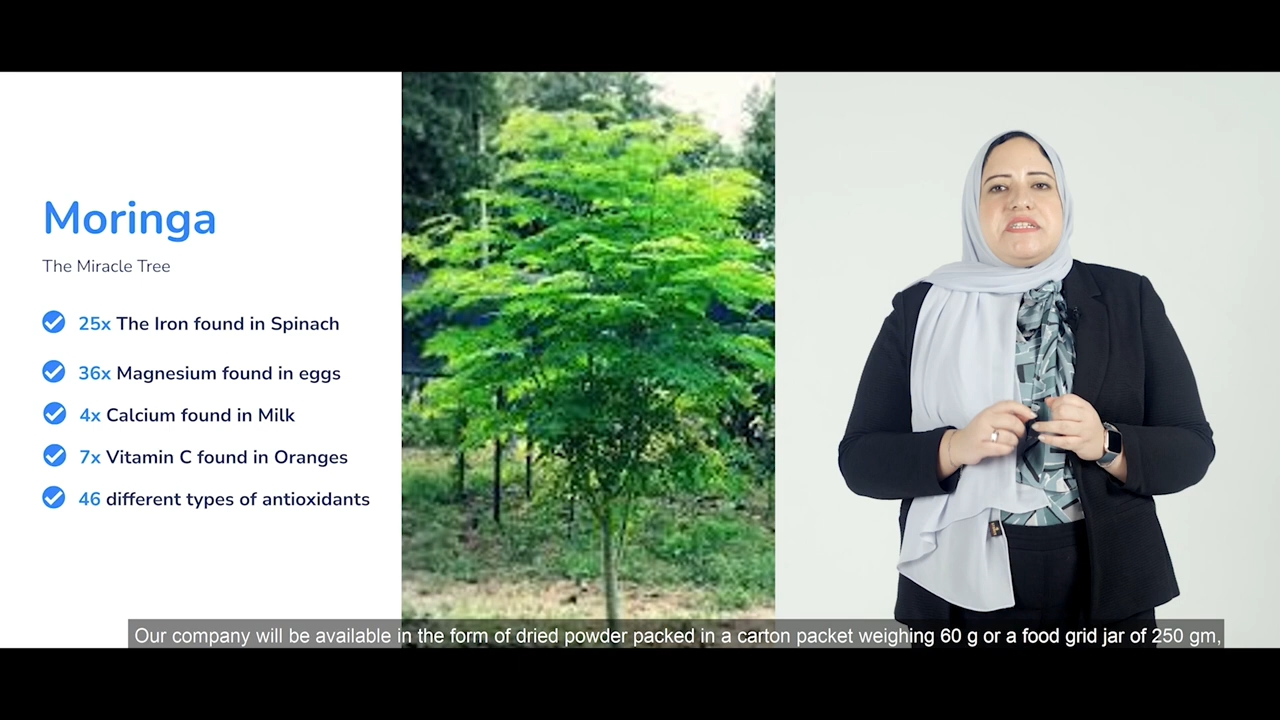 Moringa
The Miracle Tree
25x The Iron found in Spinach
36x Magnesium found in eggs
4x Calcium found in Milk
7x Vitamin C found in Oranges
46 different types of antioxidants
Our company will be available in the form of dried powder packed in a carton packet weighing 60 g or a food grid jar of 250 gm,